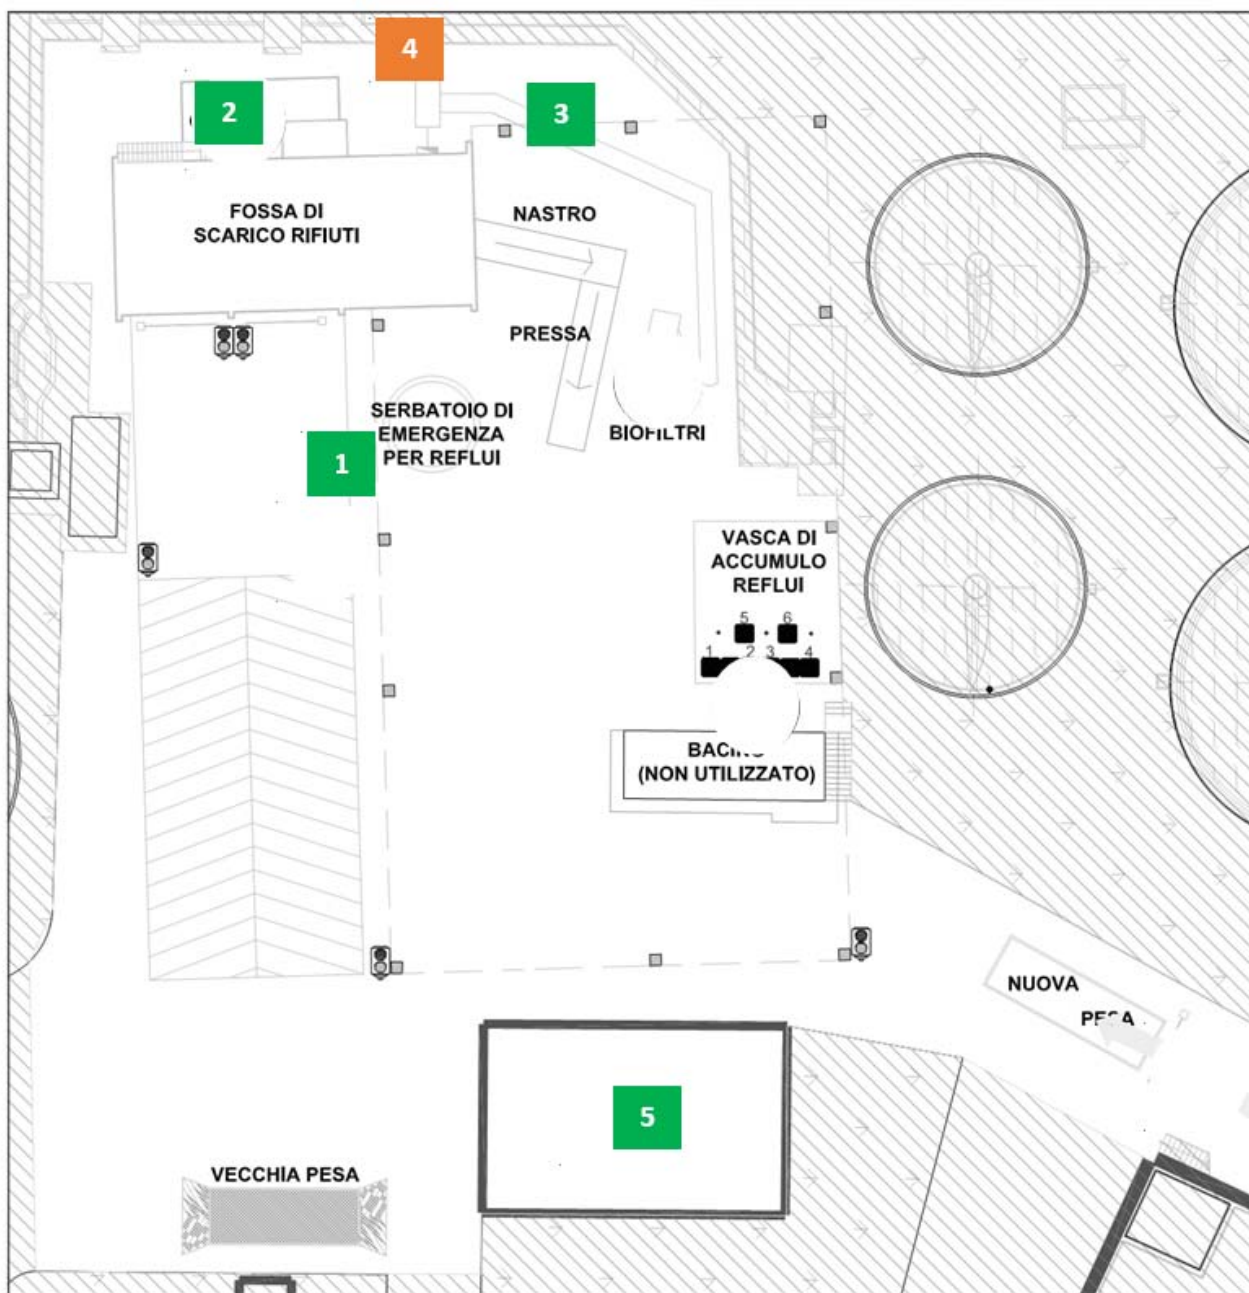 4
2
3
FOSSA DI
SCARICO RIFIUTI
NASTRO
PRESSA
SERBATOIO DI
EMERGENZA
PER REFLUI
1
BIOFILTRI
VASCA DI
ACCUMULO
REFLUI
5 6
1 2 3 4
(NON UTILIZZATO)
NUOVA
PESA
5
VECCHIA PESA